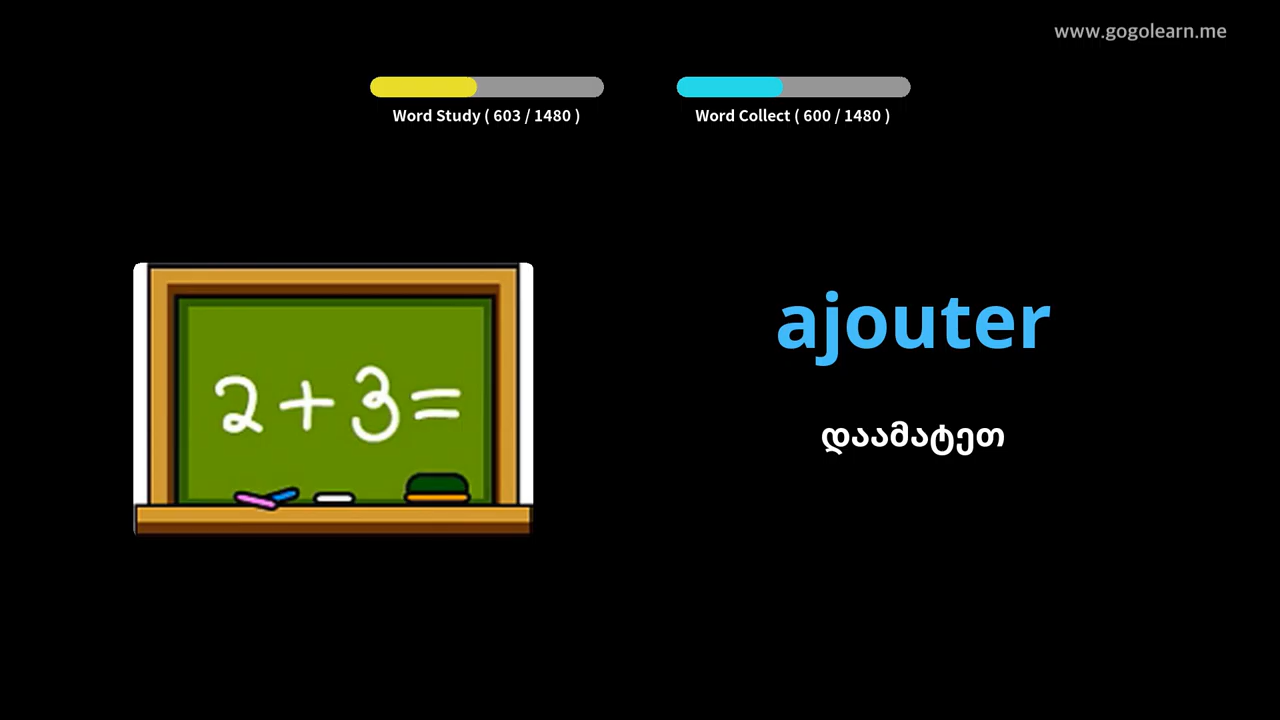 www.gogolearn.me
Word Study ( 603 / 1480 )
Word Collect ( 600 / 1480 )
2+3=
ajouter
დაამატეთ